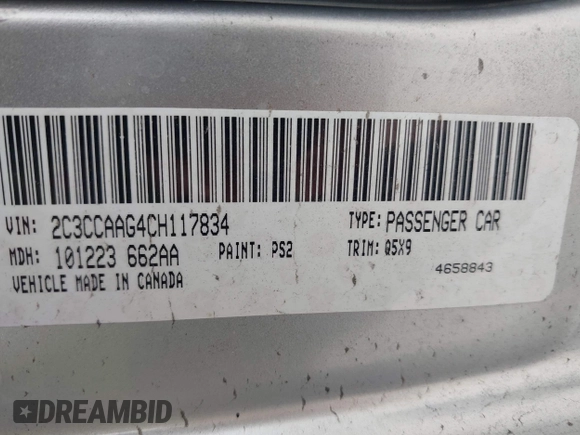 VIN: 2C3CCAAG4CH117834 TYPE: PASSENGER CAR
MDH: 101223 662AA PAINT: PS2 TRIM: Q5X9
VEHICLE MADE IN CANADA 4658843
DREAMBID